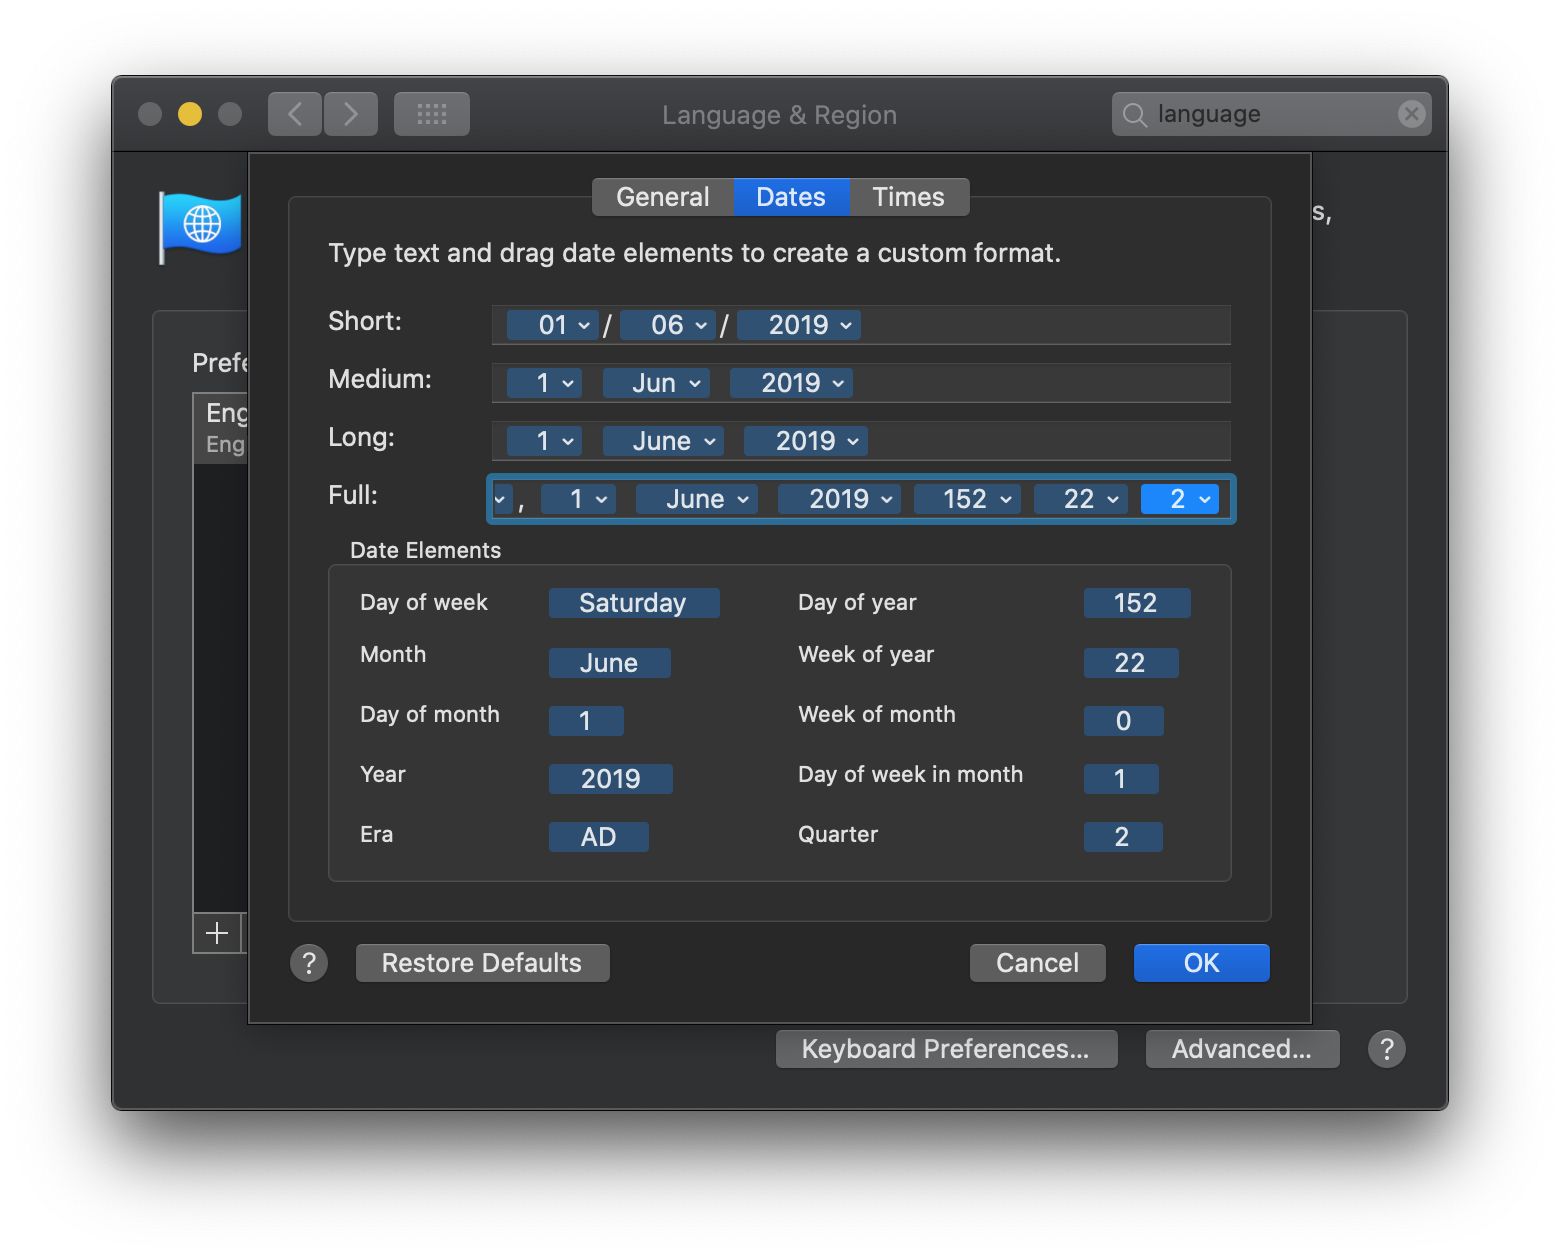 Language & Region
language
General Dates Times
s,
Type text and drag date elements to create a custom format.
Short: 01 / 06 / 2019
Prefe
Medium: 1 Jun 2019
Eng
Long: 1 June 2019
Eng
Full: , 1 June 2019 152 22 2
Date Elements
Day of week Saturday Day of year 152
Month June Week of year 22
Day of month 1 Week of month 0
Year 2019 Day of week in month 1
Era AD Quarter 2
? Restore Defaults Cancel OK
Keyboard Preferences... Advanced... ?